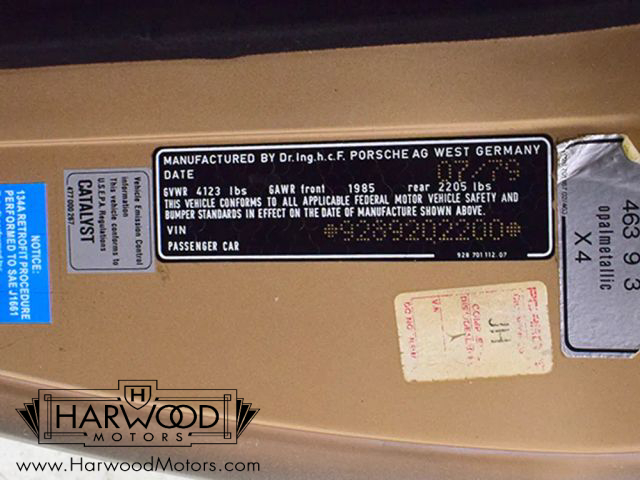 MANUFACTURED BY Dr.Ing.h.c.F. PORSCHE AG WEST GERMANY
DATE 07/79
GVWR 4123 lbs GAWR front 1985 rear 2205 lbs
THIS VEHICLE CONFORMS TO ALL APPLICABLE FEDERAL MOTOR VEHICLE SAFETY AND
BUMPER STANDARDS IN EFFECT ON THE DATE OF MANUFACTURE SHOWN ABOVE.
VIN *9289202200*
PASSENGER CAR 928 701 112.07
Vehicle Emission Control
information
This vehicle conforms to
U.S.E.P.A. Regulations
CATALYST
477 000 267
NOTICE:
134A RETROFIT PROCEDURE
PERFORMED TO SAE J1661
463 9 3
opalmetallic
X4
JH
H
HARWOOD
MOTORS
www.HarwoodMotors.com